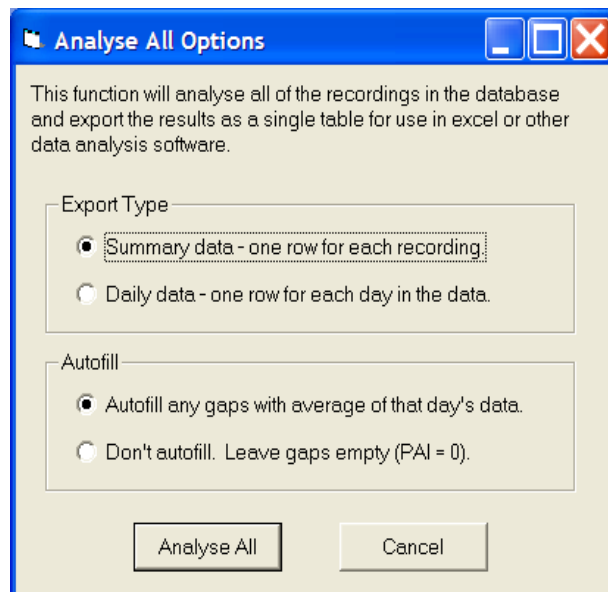 Analyse All Options
This function will analyse all of the recordings in the database
and export the results as a single table for use in excel or other
data analysis software.
Export Type
Summary data - one row for each recording.
Daily data - one row for each day in the data.
Autofill
Autofill any gaps with average of that day's data.
Don't autofill. Leave gaps empty (PAI = 0).
Analyse All
Cancel